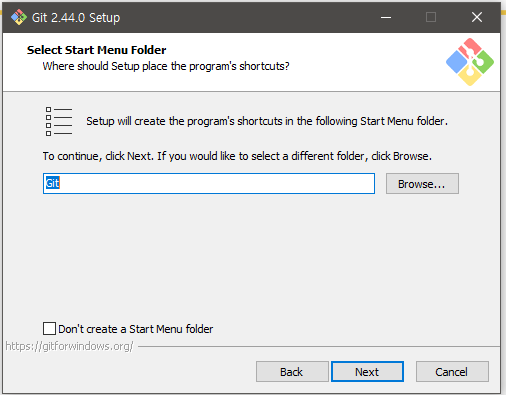 Git 2.44.0 Setup
Select Start Menu Folder
Where should Setup place the program's shortcuts?
Setup will create the program's shortcuts in the following Start Menu folder.
To continue, click Next. If you would like to select a different folder, click Browse.
Git
Browse...
Don't create a Start Menu folder
https://gitforwindows.org/
Back
Next
Cancel